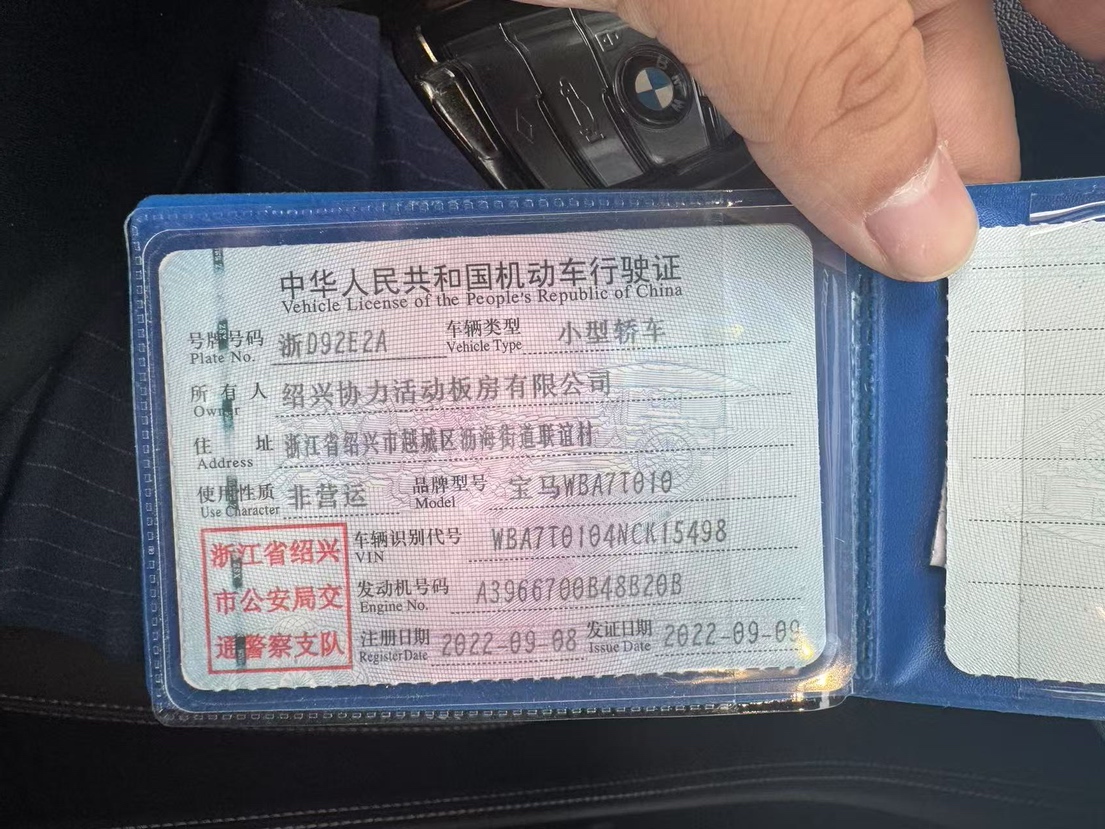 BMW
中华人民共和国机动车行驶证
Vehicle License of the People's Republic of China
号牌号码 浙D92E2A 车辆类型 小型轿车
Plate No. Vehicle Type
所有人 绍兴协力活动板房有限公司
Owner
住址 浙江省绍兴市越城区沥海街道联谊村
Address
使用性质 非营运 品牌型号 宝马WBA7T010
Use Character Model
浙江省绍兴
市公安局交
通警察支队
车辆识别代号 WBA7T0104NCK15498
VIN
发动机号码 A3966700B48B20B
Engine No.
注册日期 2022-09-08 发证日期 2022-09-09
Register Date Issue Date